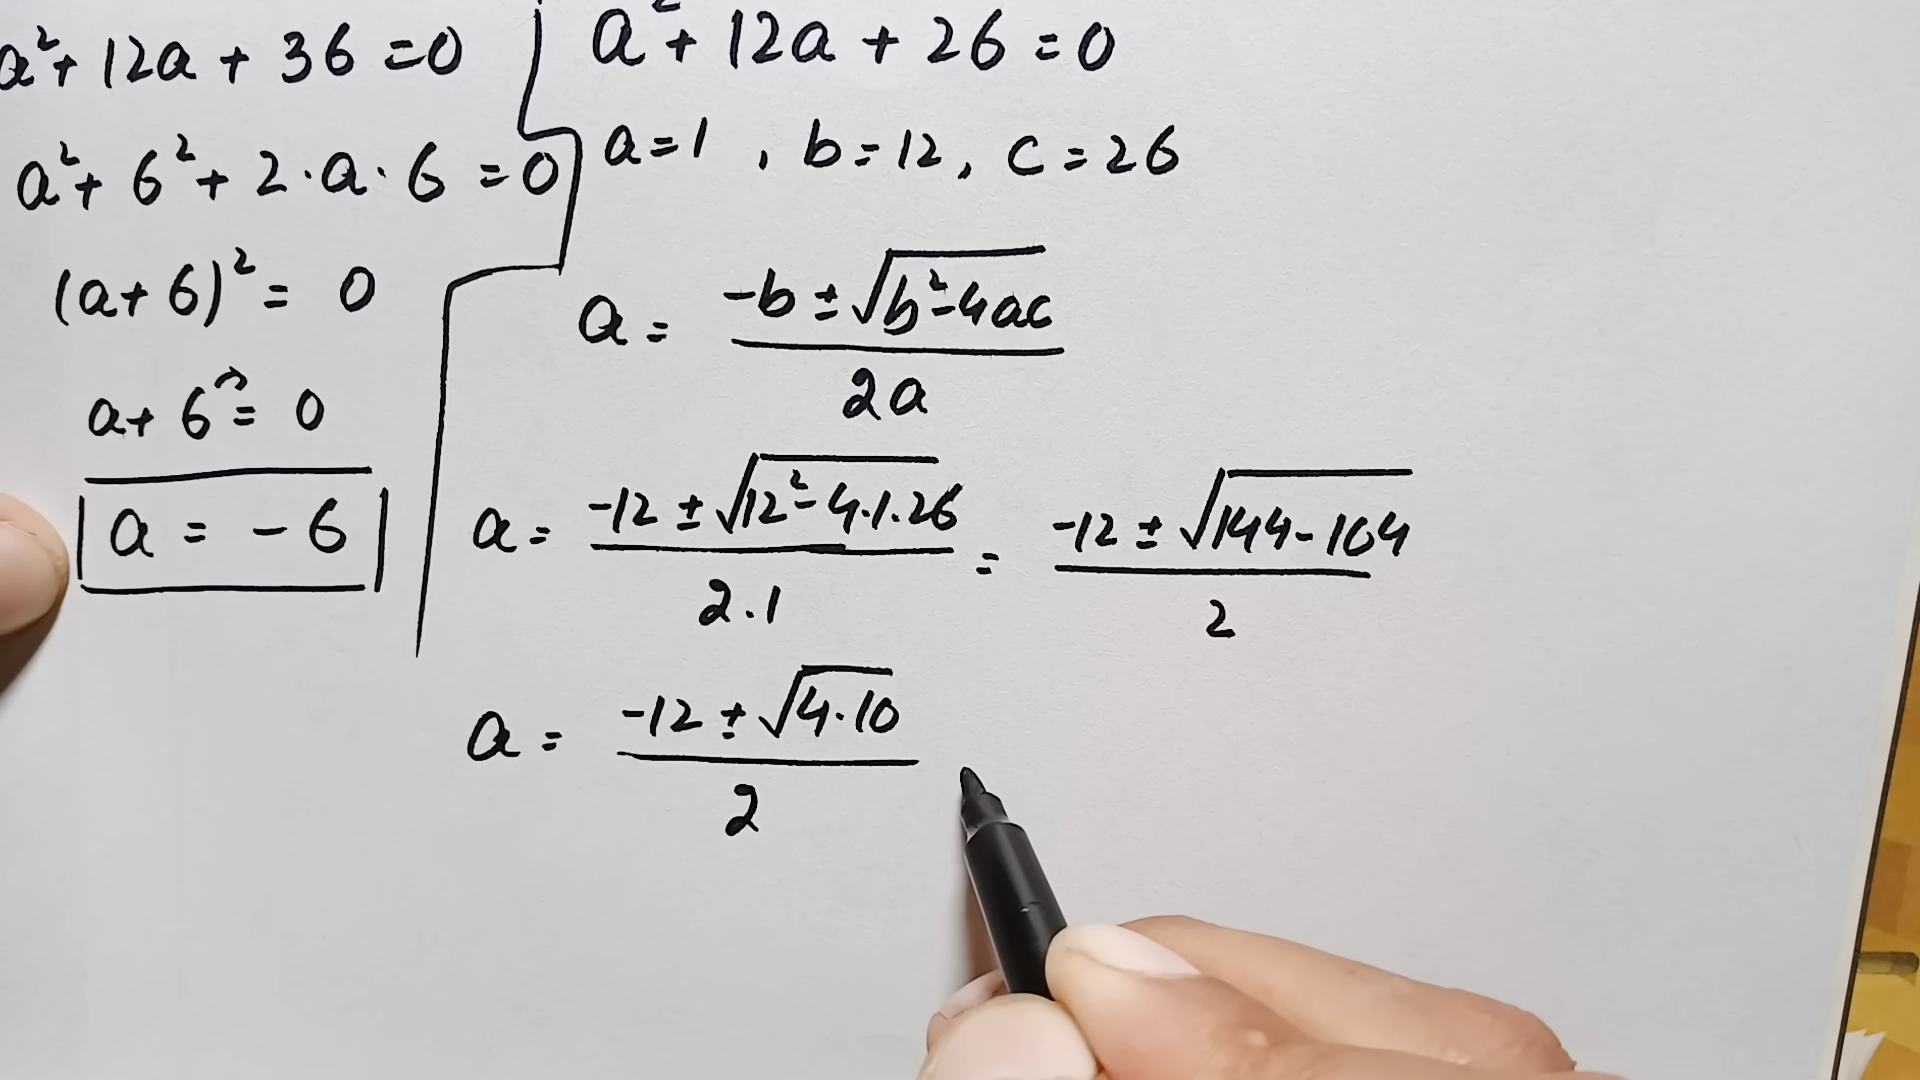 a²+ 12a + 36 = 0
a²+ 6²+ 2·a·6 = 0
(a+6)² = 0
a+6 = 0
a = -6
a²+ 12a + 26 = 0
a=1 , b=12, c=26
a = (-b ± √(b²-4ac))/(2a)
a = (-12 ± √(12²-4.1.26))/(2.1) = (-12 ± √(144-104))/2
a = (-12 ± √(4.10))/2